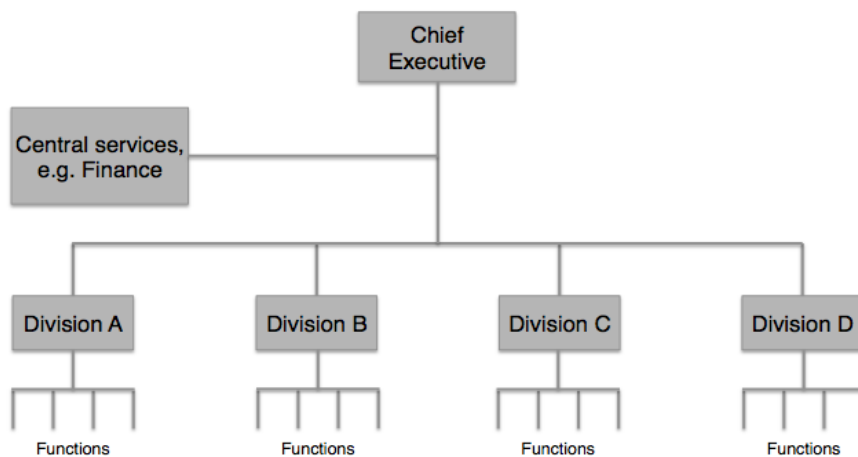 Chief
Executive
Central services,
e.g. Finance
Division A
Division B
Division C
Division D
Functions
Functions
Functions
Functions